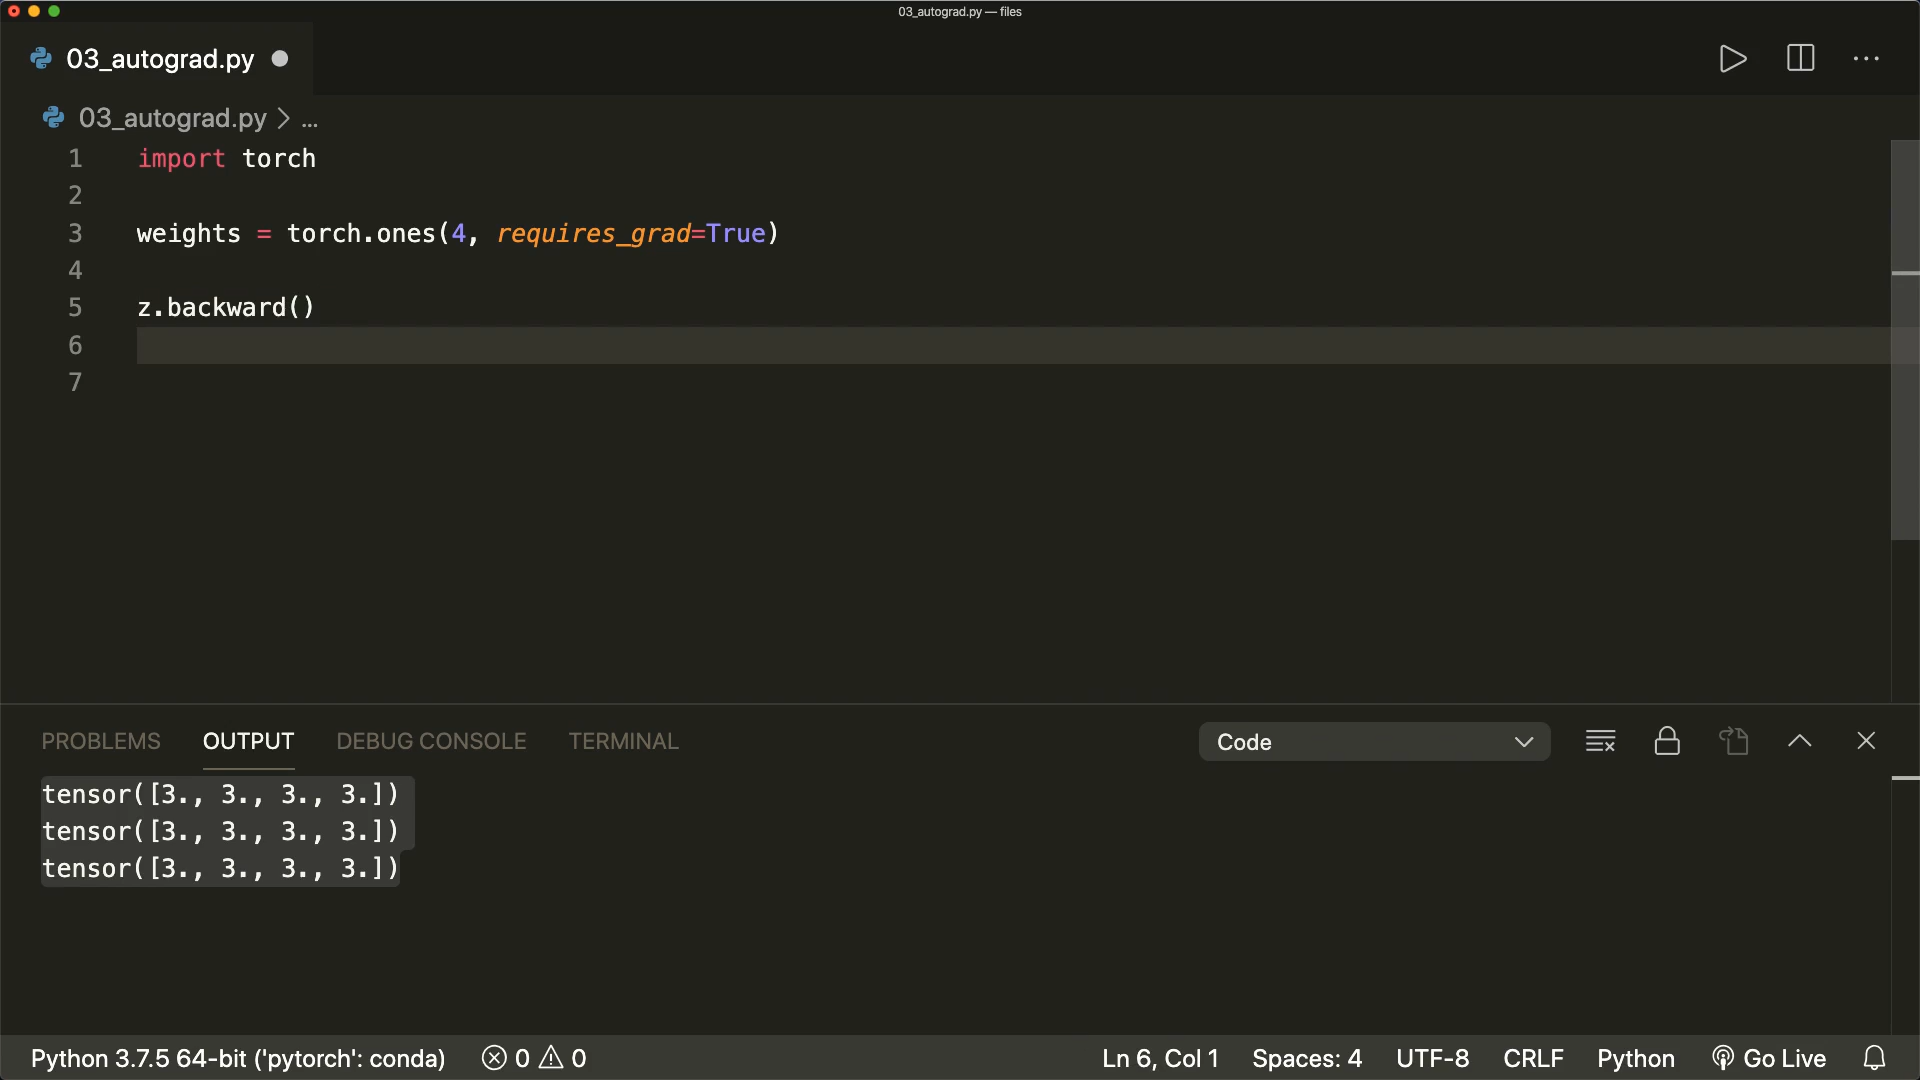 03_autograd.py — files
03_autograd.py
03_autograd.py > ...
1 import torch
2
3 weights = torch.ones(4, requires_grad=True)
4
5 z.backward()
6
7
PROBLEMS OUTPUT DEBUG CONSOLE TERMINAL Code
tensor([3., 3., 3., 3.])
tensor([3., 3., 3., 3.])
tensor([3., 3., 3., 3.])
Python 3.7.5 64-bit ('pytorch': conda) 0 0 Ln 6, Col 1 Spaces: 4 UTF-8 CRLF Python Go Live